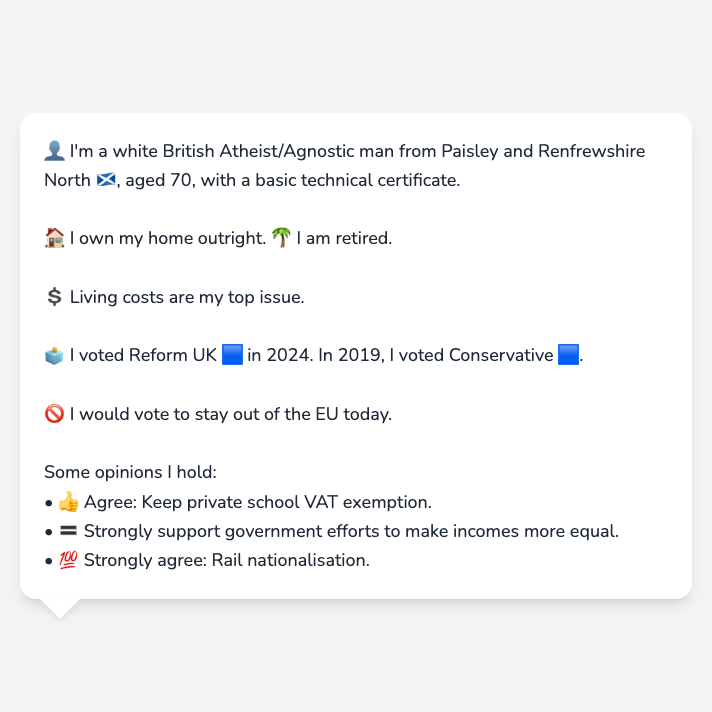 👤 I'm a white British Atheist/Agnostic man from Paisley and Renfrewshire
North 🏴󠁧󠁢󠁳󠁣󠁴󠁿, aged 70, with a basic technical certificate.
🏠 I own my home outright. 🌴 I am retired.
💲 Living costs are my top issue.
🗳️ I voted Reform UK 🟦 in 2024. In 2019, I voted Conservative 🟦.
🚫 I would vote to stay out of the EU today.
Some opinions I hold:
• 👍 Agree: Keep private school VAT exemption.
• 🟰 Strongly support government efforts to make incomes more equal.
• 💯 Strongly agree: Rail nationalisation.